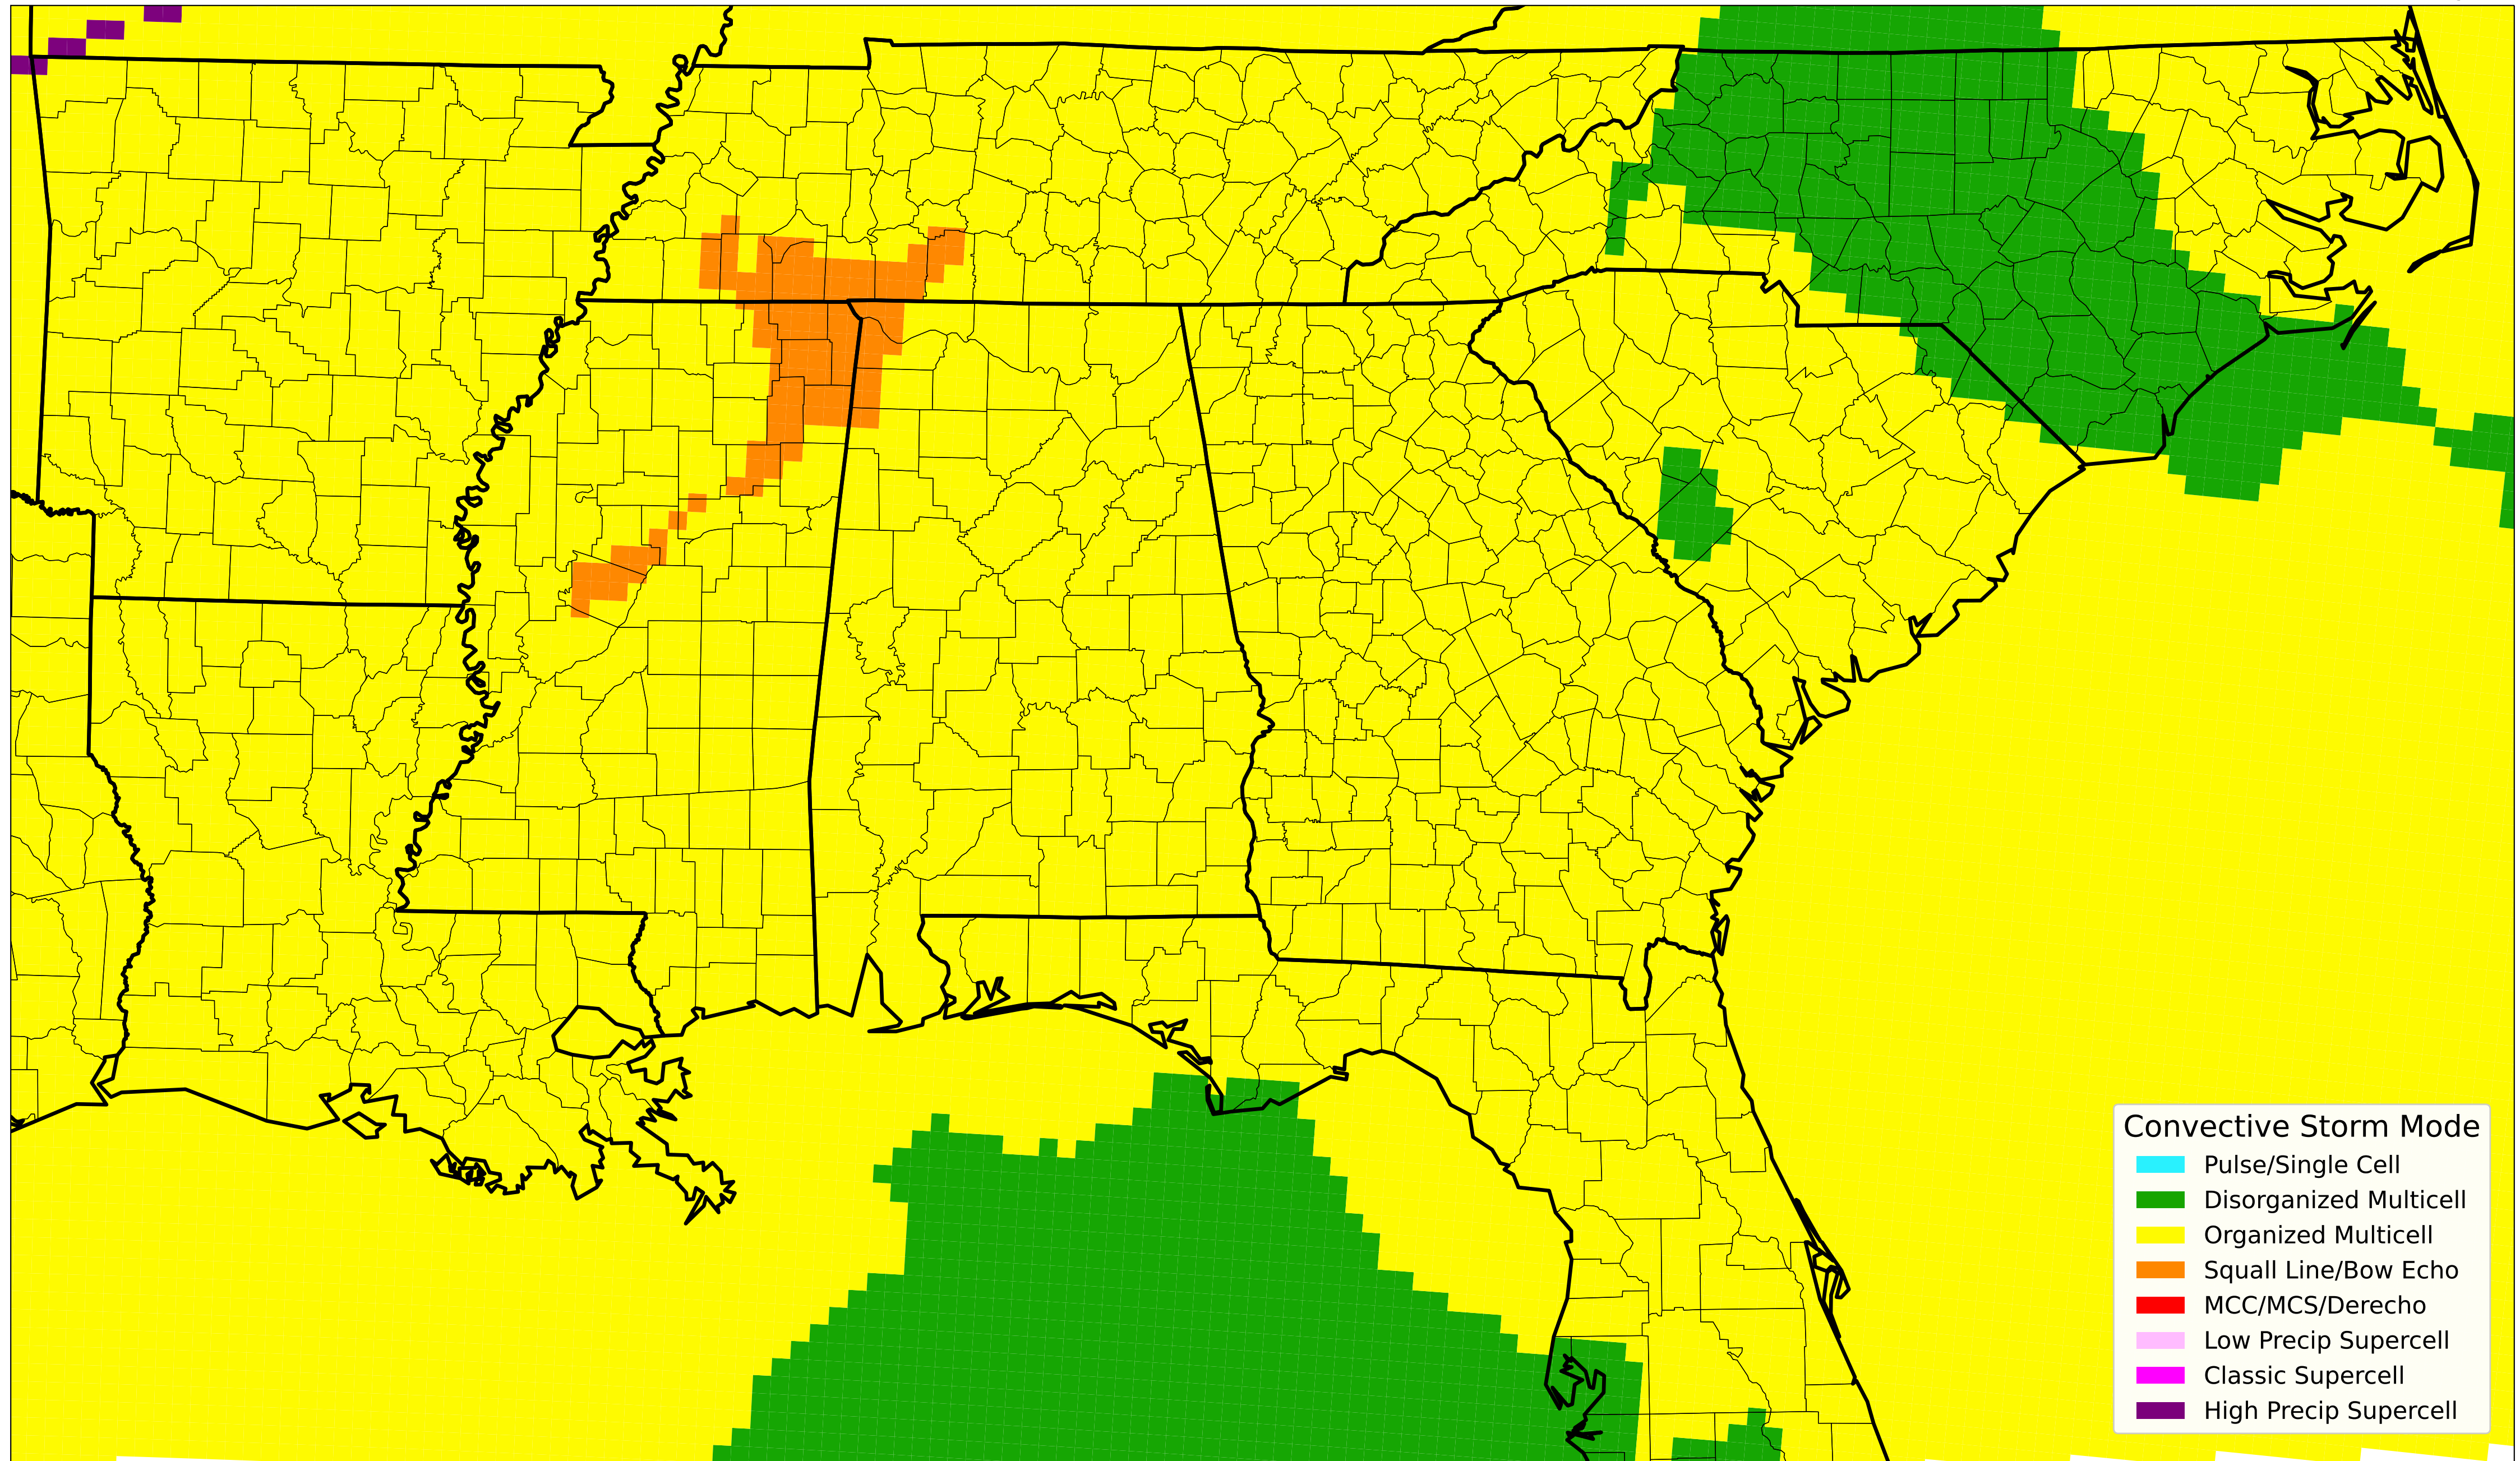 Convective Storm Mode
Pulse/Single Cell
Disorganized Multicell
Organized Multicell
Squall Line/Bow Echo
MCC/MCS/Derecho
Low Precip Supercell
Classic Supercell
High Precip Supercell